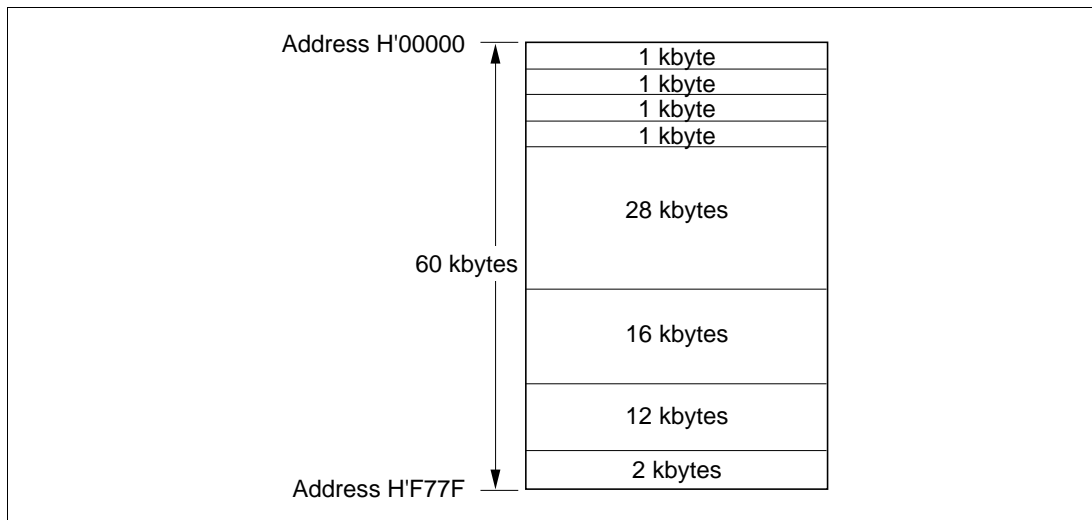 Address H'00000
1 kbyte
1 kbyte
1 kbyte
1 kbyte
28 kbytes
60 kbytes
16 kbytes
12 kbytes
2 kbytes
Address H'F77F